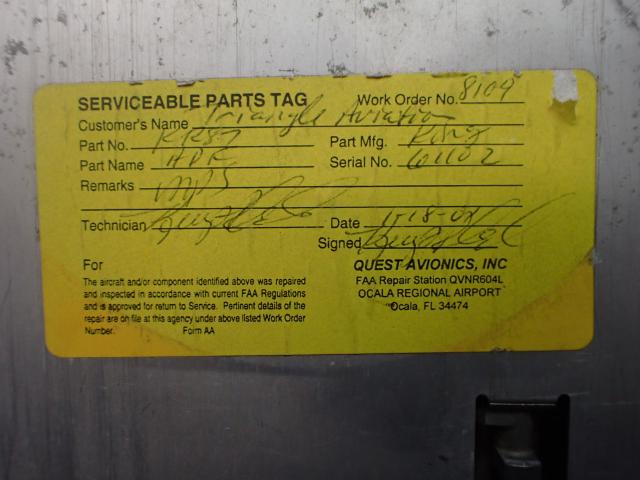 SERVICEABLE PARTS TAG Work Order No. 8109
Customer's Name Triangle Aviation
Part No. KR87 Part Mfg. King
Part Name ADF Serial No. 61102
Remarks
Technician Date
Signed
For QUEST AVIONICS, INC
The aircraft and/or component identified above was repaired FAA Repair Station QVNR604L
and inspected in accordance with current FAA Regulations OCALA REGIONAL AIRPORT
and is approved for return to Service. Pertinent details of the Ocala, FL 34474
repair are on file at this agency under above listed Work Order
Number. Form AA